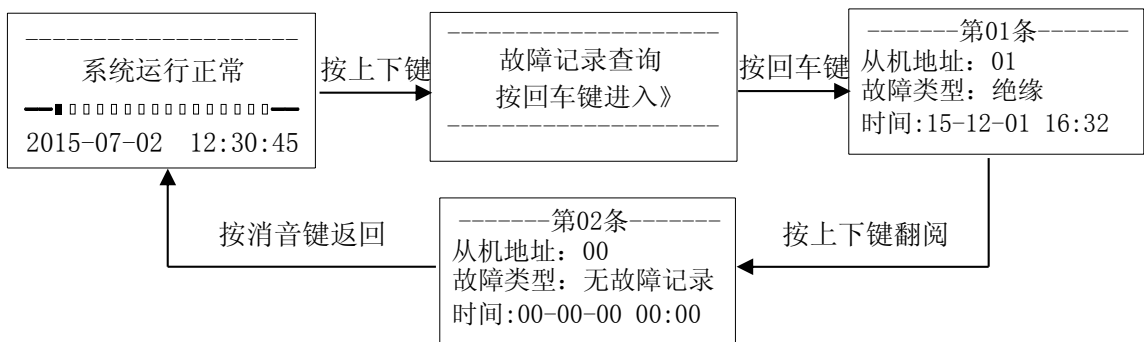 --------------------
系统运行正常
2015-07-02 12:30:45
按上下键
--------------------
故障记录查询
按回车键进入》
--------------------
按回车键
-------第01条-------
从机地址：01
故障类型：绝缘
时间:15-12-01 16:32
按上下键翻阅
-------第02条-------
从机地址：00
故障类型：无故障记录
时间:00-00-00 00:00
按消音键返回